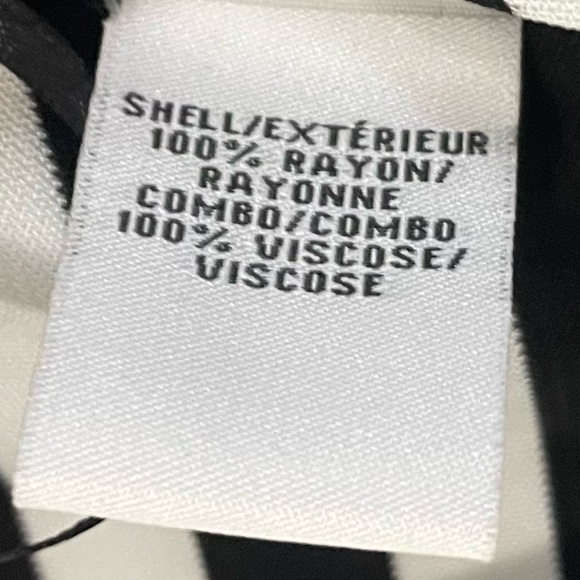 SHELL/EXTÉRIEUR
100% RAYON/
RAYONNE
COMBO/COMBO
100% VISCOSE/
VISCOSE